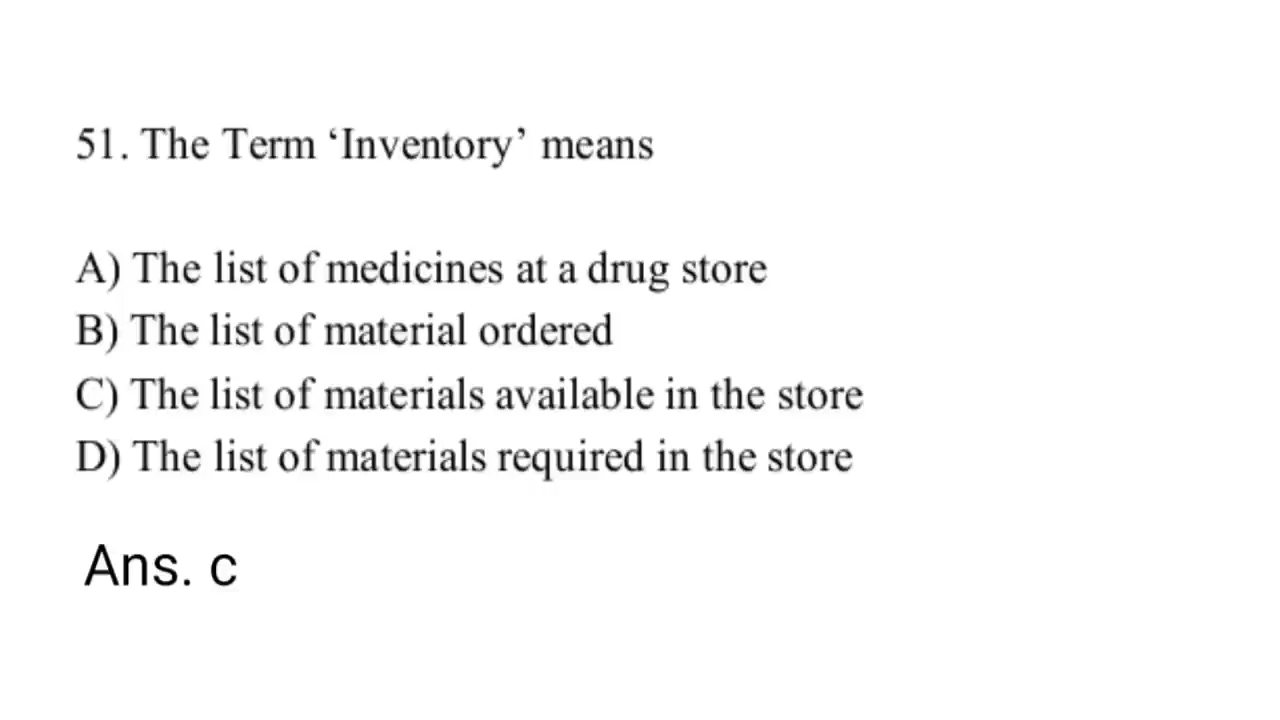 51. The Term ‘Inventory’ means
A) The list of medicines at a drug store
B) The list of material ordered
C) The list of materials available in the store
D) The list of materials required in the store
Ans. c